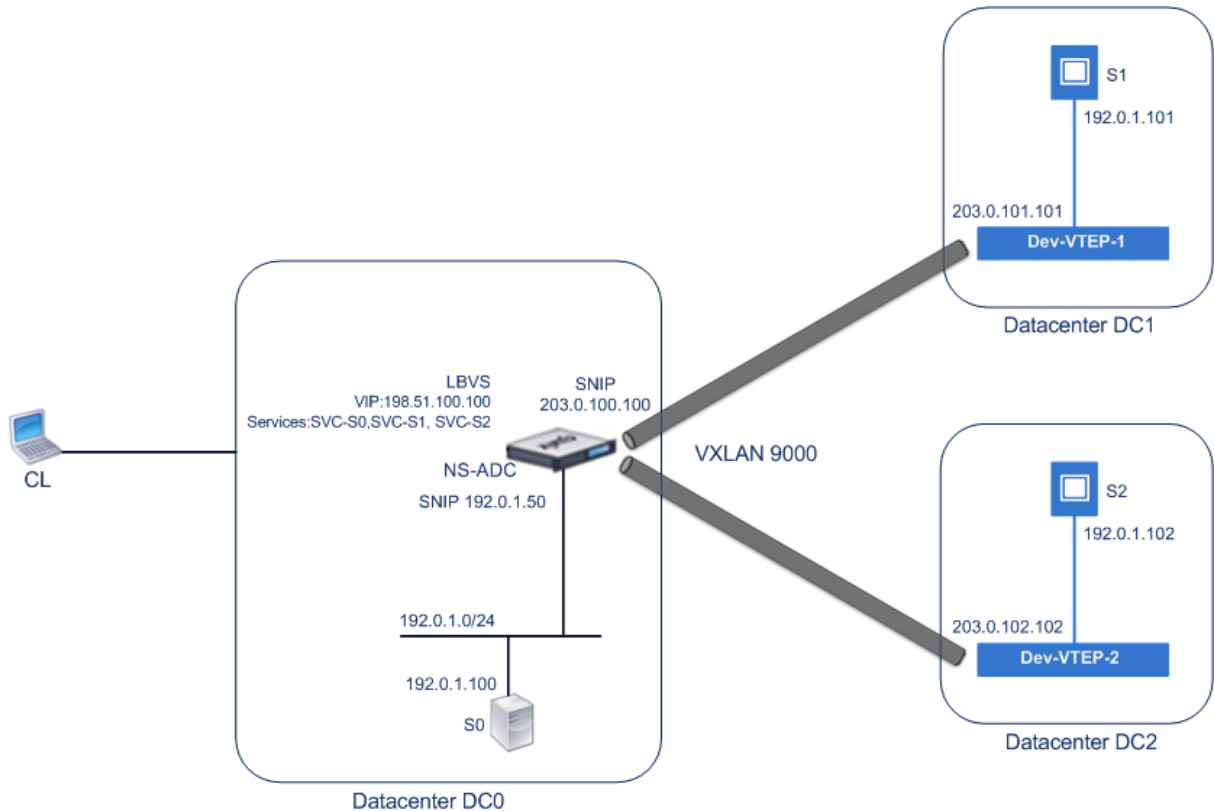 S1
192.0.1.101
203.0.101.101
Dev-VTEP-1
Datacenter DC1
LBVS
VIP:198.51.100.100
Services:SVC-S0,SVC-S1, SVC-S2
SNIP
203.0.100.100
CL
NS-ADC
VXLAN 9000
SNIP 192.0.1.50
S2
192.0.1.102
192.0.1.0/24
203.0.102.102
Dev-VTEP-2
192.0.1.100
S0
Datacenter DC2
Datacenter DC0